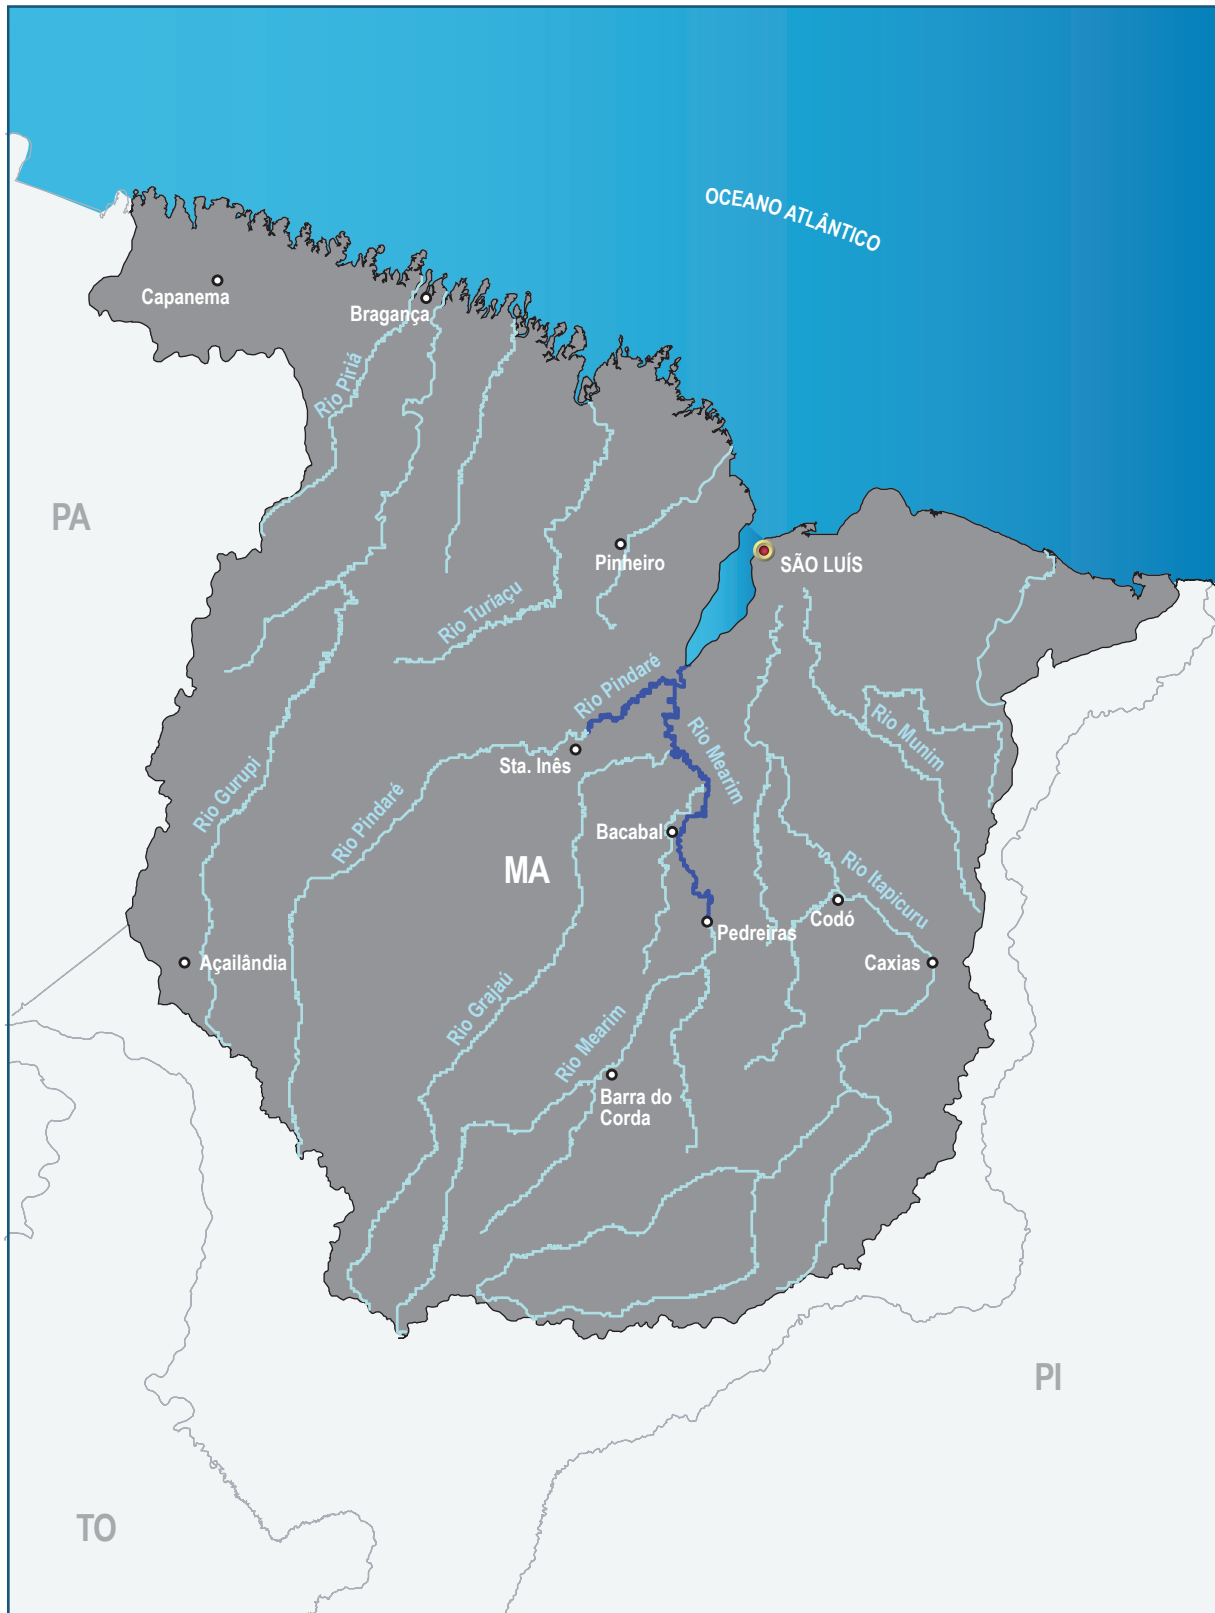 OCEANO ATLÂNTICO
Capanema
Bragança
Rio Piriá
PA
Pinheiro
SÃO LUÍS
Rio Turiaçu
Rio Pindaré
Rio Mearim
Rio Munim
Sta. Inês
Rio Gurupi
Rio Pindaré
Bacabal
MA
Rio Itapicuru
Codó
Pedreiras
Açailândia
Caxias
Rio Grajaú
Rio Mearim
Barra do
Corda
PI
TO